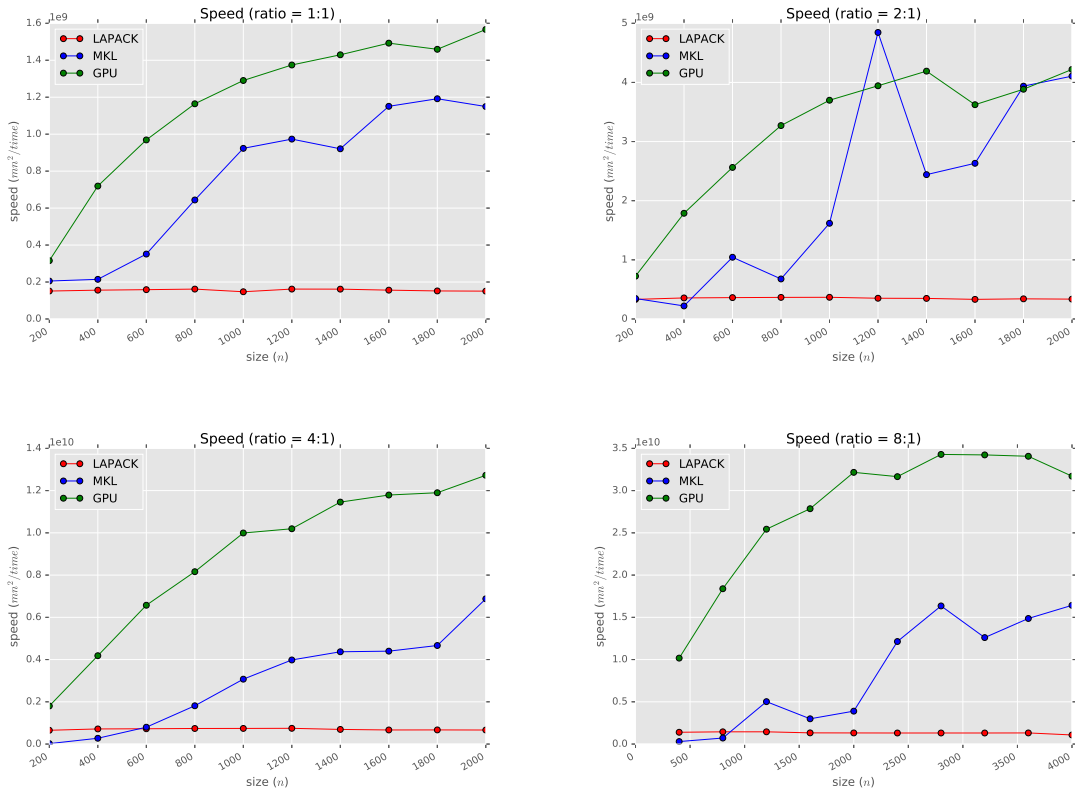 Speed (ratio = 1:1)
1e9
1.6
1.4
1.2
1.0
0.8
0.6
0.4
0.2
0.0
speed (mn²/time)
LAPACK
MKL
GPU
200 400 600 800 1000 1200 1400 1600 1800 2000
size (n)
Speed (ratio = 2:1)
1e9
5
4
3
2
1
0
speed (mn²/time)
LAPACK
MKL
GPU
200 400 600 800 1000 1200 1400 1600 1800 2000
size (n)
Speed (ratio = 4:1)
1e10
1.4
1.2
1.0
0.8
0.6
0.4
0.2
0.0
speed (mn²/time)
LAPACK
MKL
GPU
200 400 600 800 1000 1200 1400 1600 1800 2000
size (n)
Speed (ratio = 8:1)
1e10
3.5
3.0
2.5
2.0
1.5
1.0
0.5
0.0
speed (mn²/time)
LAPACK
MKL
GPU
0 500 1000 1500 2000 2500 3000 3500 4000
size (n)